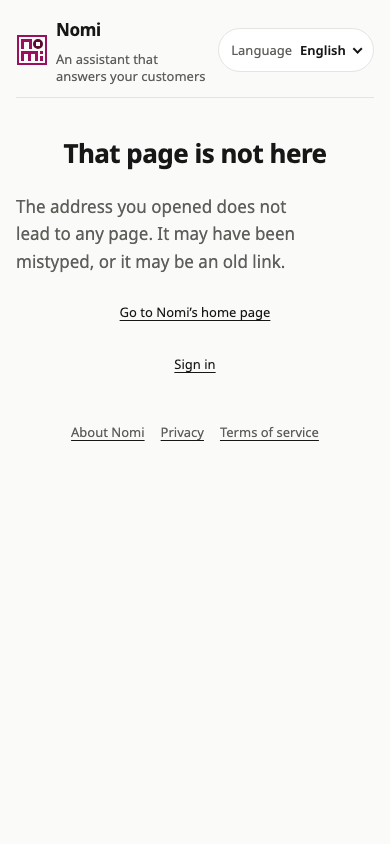 Nomi
An assistant that
answers your customers
Language English
That page is not here
The address you opened does not
lead to any page. It may have been
mistyped, or it may be an old link.
Go to Nomi’s home page
Sign in
About Nomi Privacy Terms of service